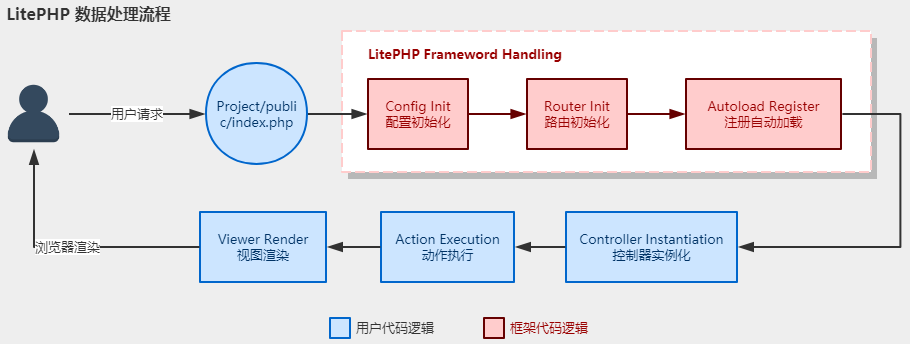 LitePHP 数据处理流程
LitePHP Frameword Handling
用户请求
Project/publi
c/index.php
Config Init
配置初始化
Router Init
路由初始化
Autoload Register
注册自动加载
浏览器渲染
Viewer Render
视图渲染
Action Execution
动作执行
Controller Instantiation
控制器实例化
用户代码逻辑
框架代码逻辑